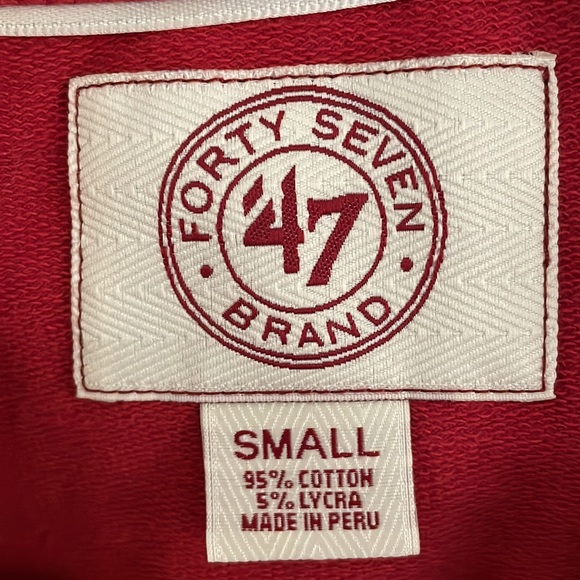 FORTY SEVEN
'47
BRAND
SMALL
95% COTTON
5% LYCRA
MADE IN PERU